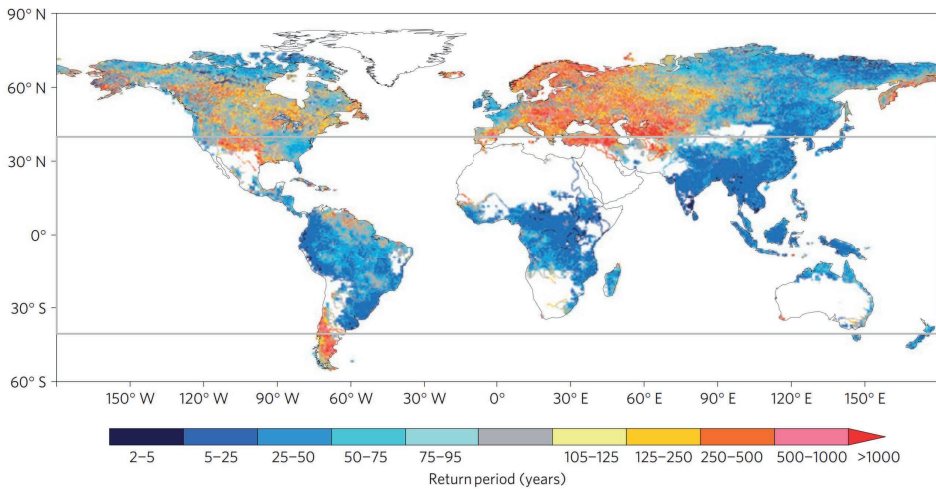 90° N
60° N
30° N
0°
30° S
60° S
150° W 120° W 90° W 60° W 30° W 0° 30° E 60° E 90° E 120° E 150° E
2–5 5–25 25–50 50–75 75–95 105–125 125–250 250–500 500–1000 >1000
Return period (years)